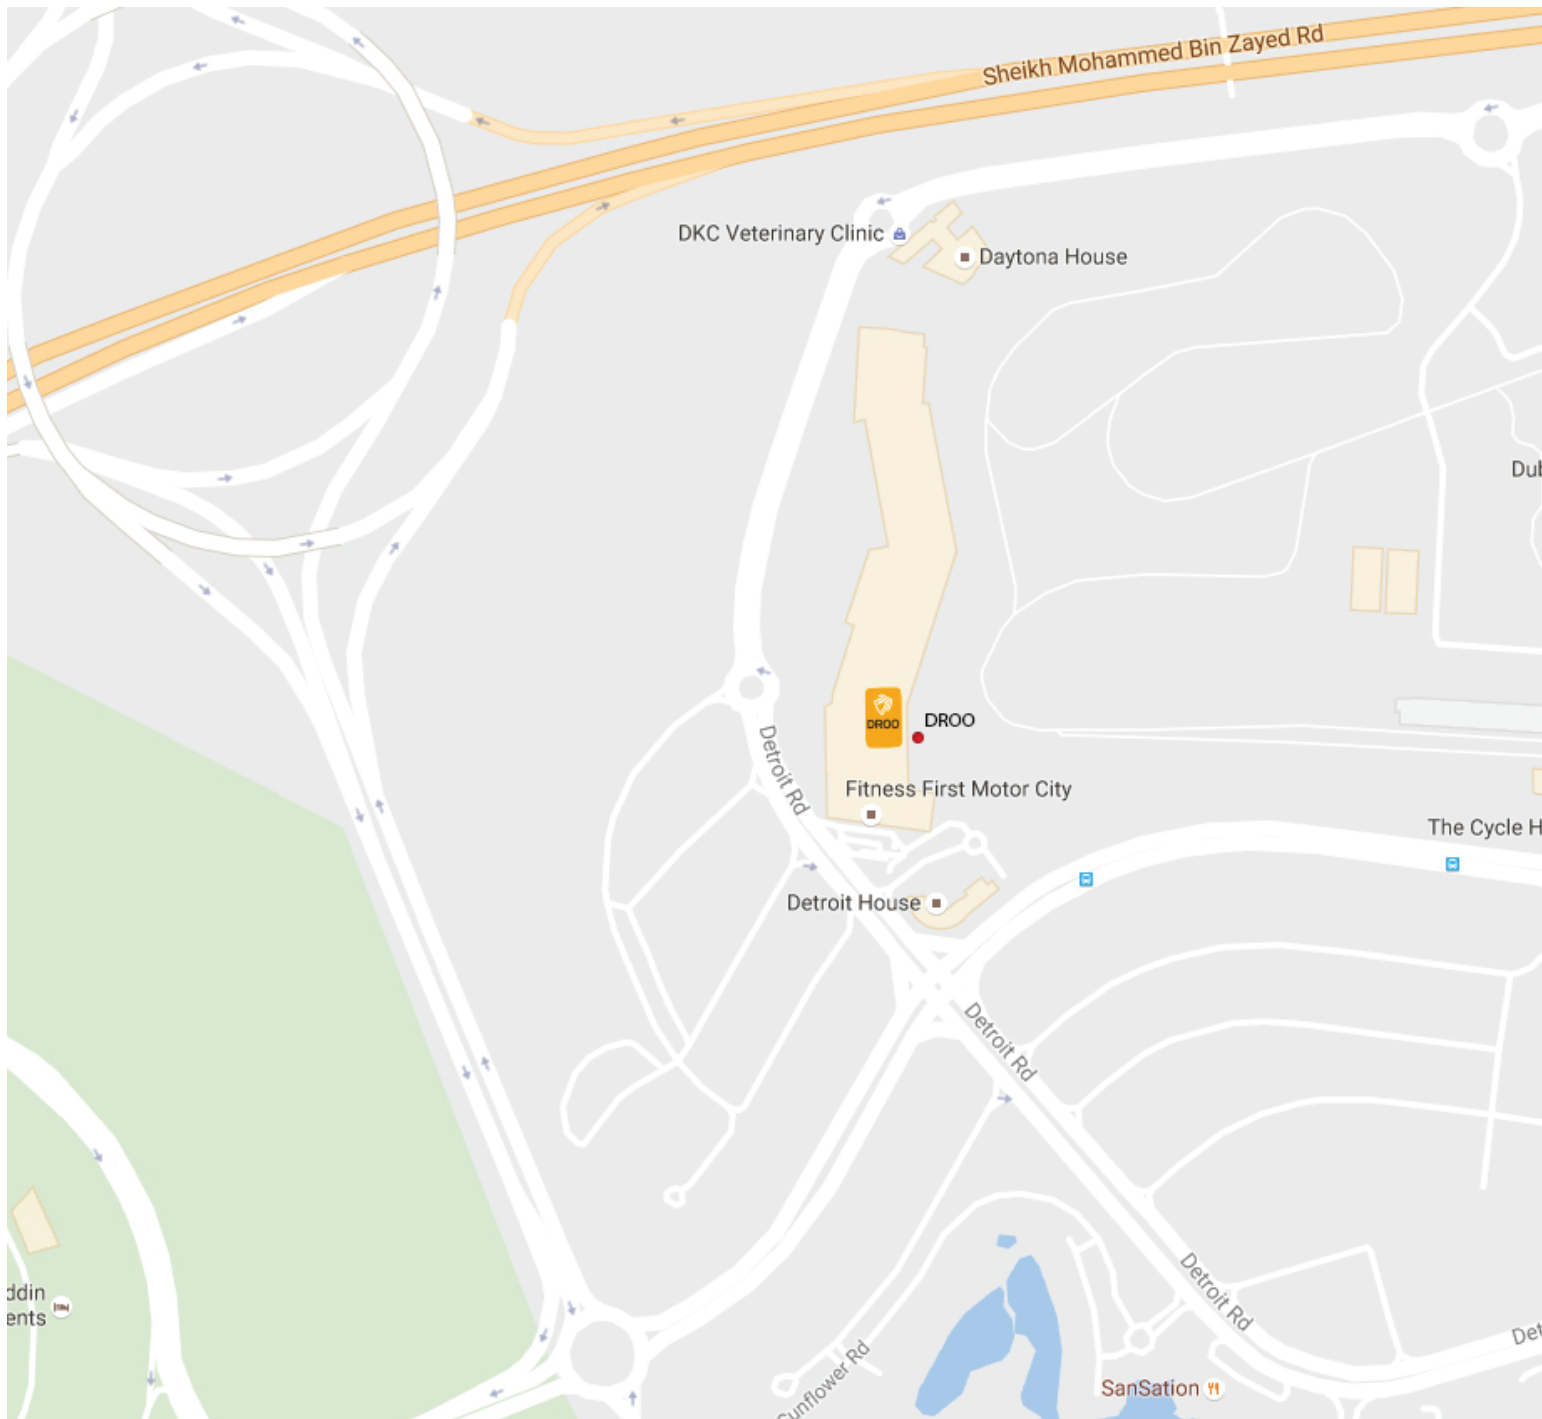 Sheikh Mohammed Bin Zayed Rd
DKC Veterinary Clinic
Daytona House
Dub
DROO
DROO
Detroit Rd
Fitness First Motor City
The Cycle H
Detroit House
Detroit Rd
Detroit Rd
ddin
ents
Det
Sunflower Rd
SanSation